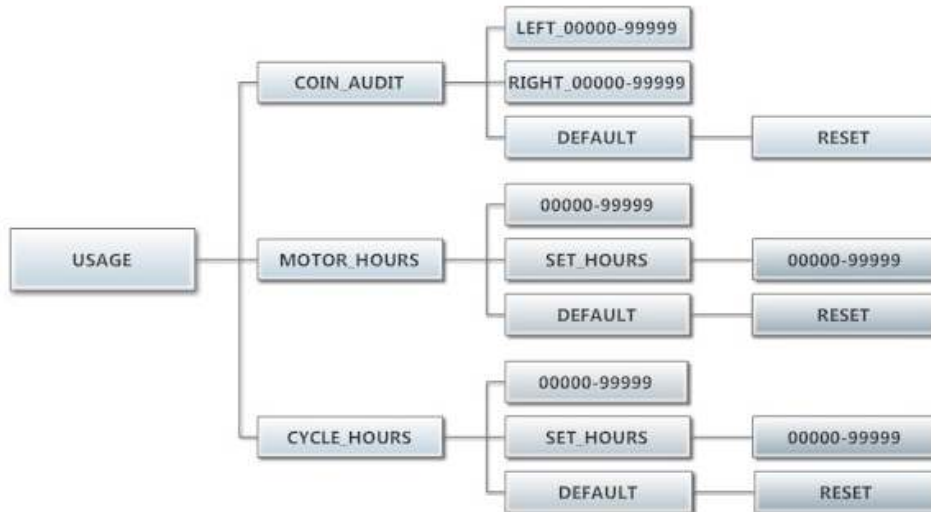 LEFT_00000-99999
COIN_AUDIT
RIGHT_00000-99999
DEFAULT
RESET
00000-99999
USAGE
MOTOR_HOURS
SET_HOURS
00000-99999
DEFAULT
RESET
00000-99999
CYCLE_HOURS
SET_HOURS
00000-99999
DEFAULT
RESET